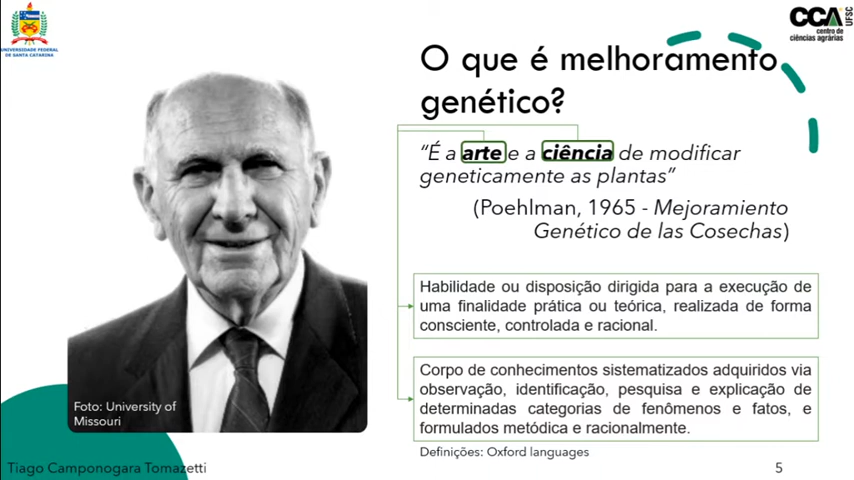 UNIVERSIDADE FEDERAL
DE SANTA CATARINA
CCA
UFSC
centro de
ciências agrárias
O que é melhoramento
genético?
“É a arte e a ciência de modificar
geneticamente as plantas”
(Poehlman, 1965 - Mejoramiento
Genético de las Cosechas)
Habilidade ou disposição dirigida para a execução de
uma finalidade prática ou teórica, realizada de forma
consciente, controlada e racional.
Corpo de conhecimentos sistematizados adquiridos via
observação, identificação, pesquisa e explicação de
determinadas categorias de fenômenos e fatos, e
formulados metódica e racionalmente.
Definições: Oxford languages
Foto: University of
Missouri
Tiago Camponogara Tomazetti
5